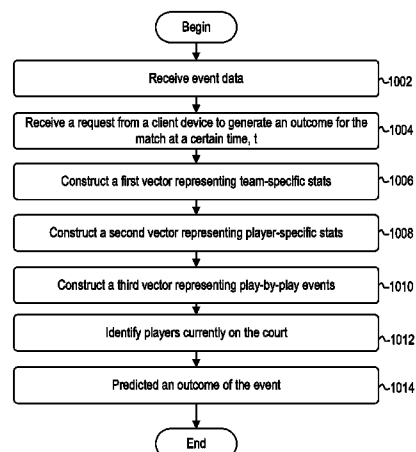 Begin
Receive event data
1002
Receive a request from a client device to generate an outcome for the
match at a certain time, t
1004
Construct a first vector representing team-specific stats
1006
Construct a second vector representing player-specific stats
1008
Construct a third vector representing play-by-play events
1010
Identify players currently on the court
1012
Predicted an outcome of the event
1014
End